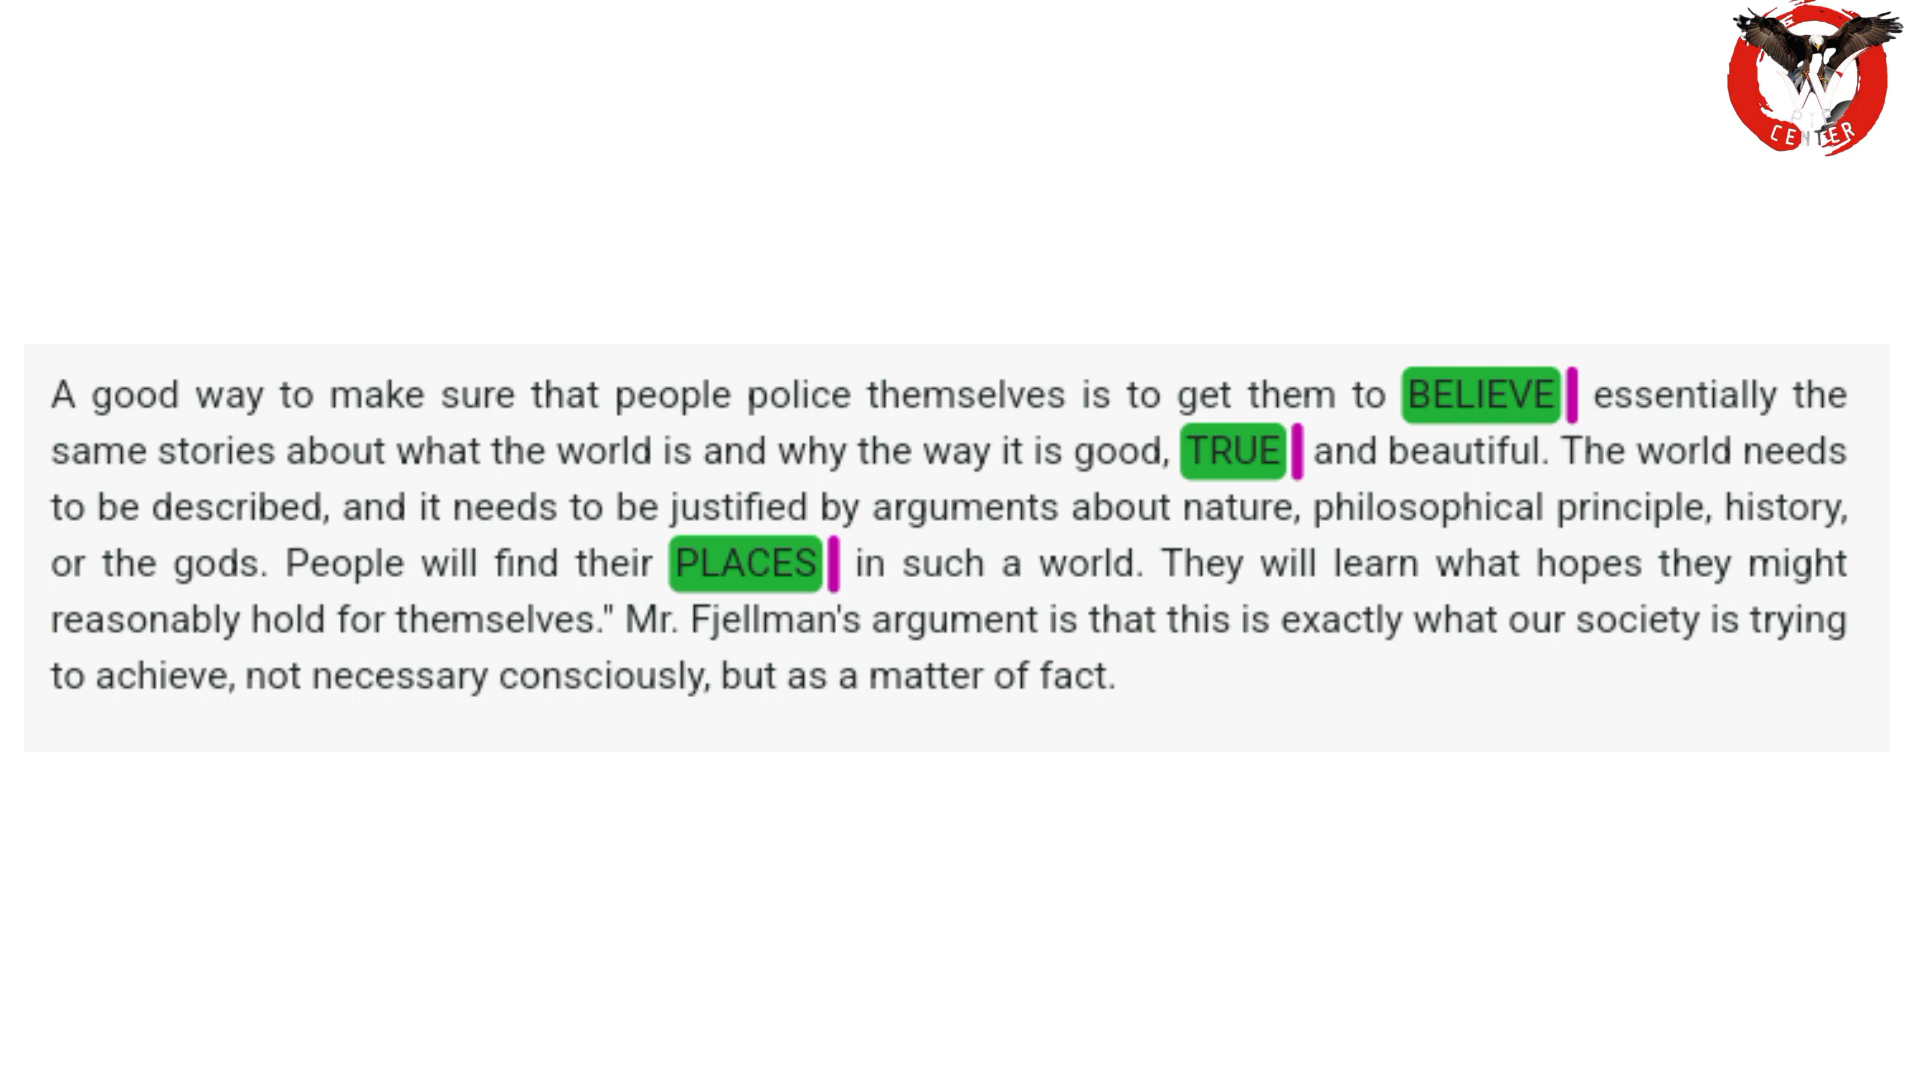 W
PTE
CENTER
A good way to make sure that people police themselves is to get them to BELIEVE essentially the
same stories about what the world is and why the way it is good, TRUE and beautiful. The world needs
to be described, and it needs to be justified by arguments about nature, philosophical principle, history,
or the gods. People will find their PLACES in such a world. They will learn what hopes they might
reasonably hold for themselves." Mr. Fjellman's argument is that this is exactly what our society is trying
to achieve, not necessary consciously, but as a matter of fact.